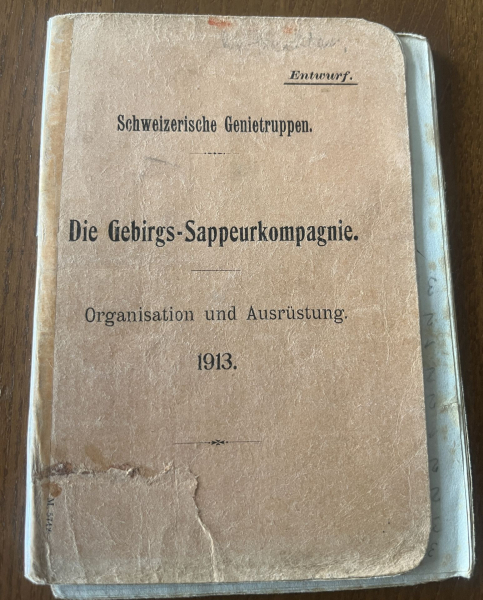 Entwurf.
Schweizerische Genietruppen.
Die Gebirgs-Sappeurkompagnie.
Organisation und Ausrüstung.
1913.